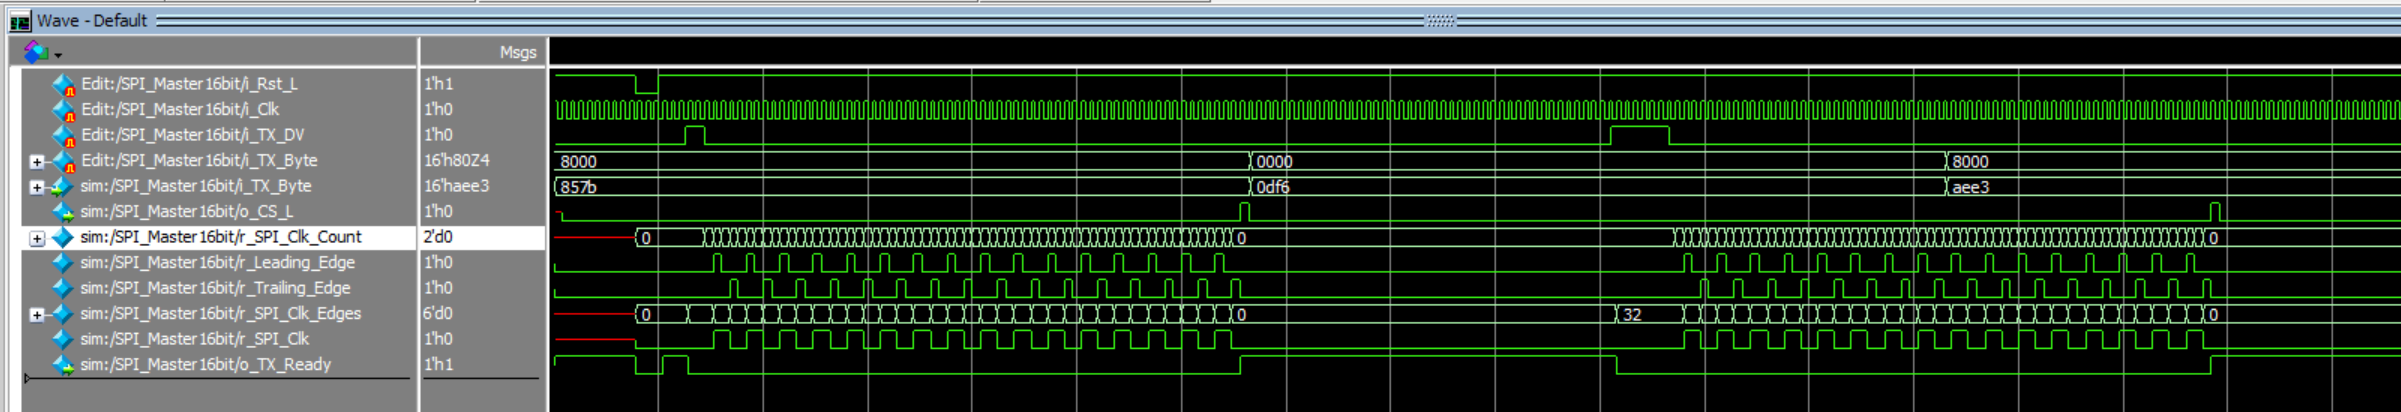 Wave - Default
Msgs
Edit:/SPI_Master16bit/i_Rst_L 1'h1
Edit:/SPI_Master16bit/i_Clk 1'h0
Edit:/SPI_Master16bit/i_TX_DV 1'h0
Edit:/SPI_Master16bit/i_TX_Byte 16'h80Z4 8000 0000 8000
sim:/SPI_Master16bit/i_TX_Byte 16'haee3 857b 0df6 aee3
sim:/SPI_Master16bit/o_CS_L 1'h0
sim:/SPI_Master16bit/r_SPI_Clk_Count 2'd0 0 0 0
sim:/SPI_Master16bit/r_Leading_Edge 1'h0
sim:/SPI_Master16bit/r_Trailing_Edge 1'h0
sim:/SPI_Master16bit/r_SPI_Clk_Edges 6'd0 0 0 32 0
sim:/SPI_Master16bit/r_SPI_Clk 1'h0
sim:/SPI_Master16bit/o_TX_Ready 1'h1